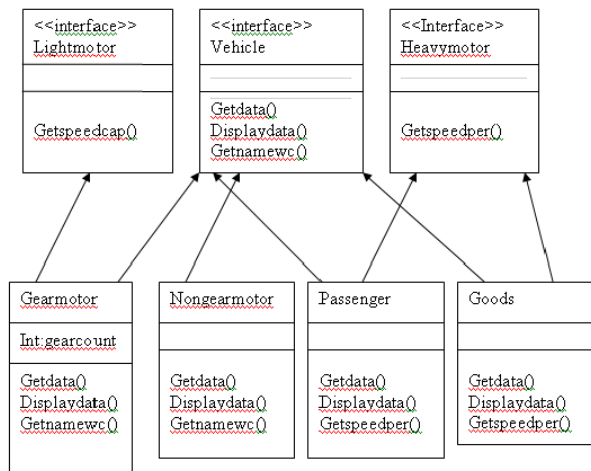 <<interface>>
Lightmotor
Getspeedcap()
<<interface>>
Vehicle
Getdata()
Displaydata()
Getnamewc()
<<Interface>>
Heavymotor
Getspeedper()
Gearmotor
Int:gearcount
Getdata()
Displaydata()
Getnamewc()
Nongearmotor
Getdata()
Displaydata()
Getnamewc()
Passenger
Getdata()
Displaydata()
Getspeedper()
Goods
Getdata()
Displaydata()
Getspeedper()